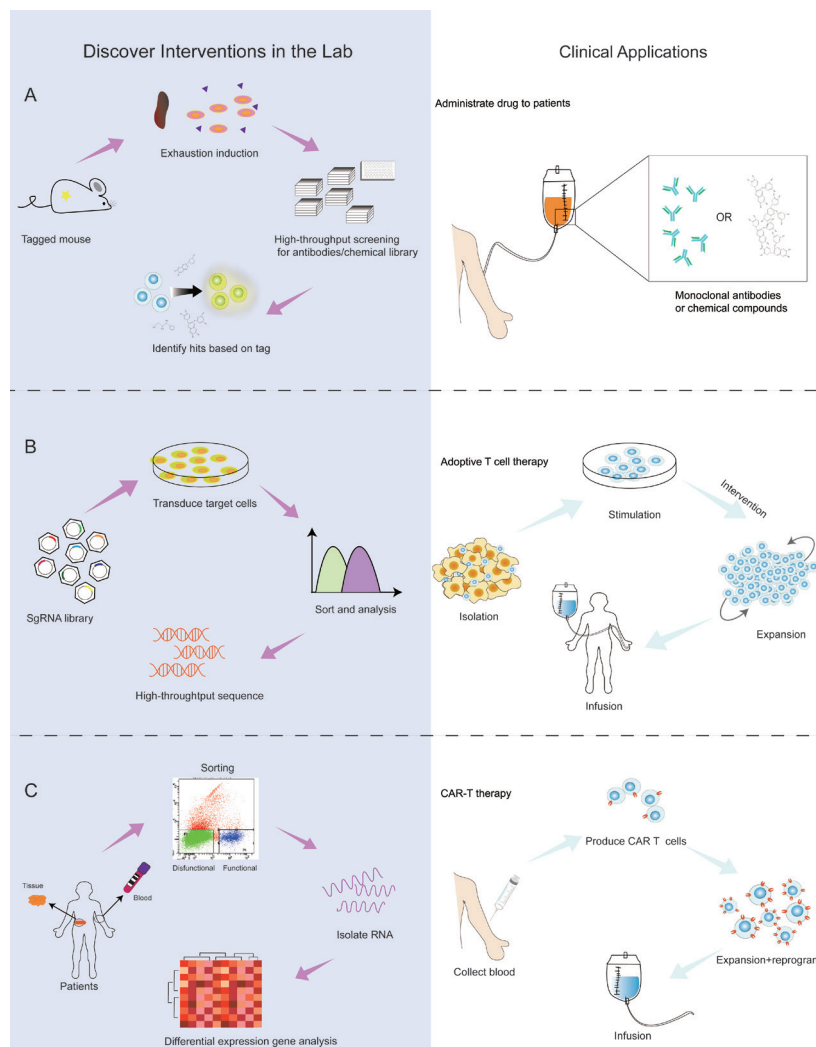 Discover Interventions in the Lab
Clinical Applications
A
Exhaustion induction
Tagged mouse
High-throughput screening
for antibodies/chemical library
Identify hits based on tag
Administrate drug to patients
OR
Monoclonal antibodies
or chemical compounds
B
Transduce target cells
SgRNA library
Sort and analysis
High-throughtput sequence
Adoptive T cell therapy
Stimulation
Intervention
Isolation
Expansion
Infusion
C
Sorting
Disfunctional
Functional
Tissue
Blood
Patients
Isolate RNA
Differential expression gene analysis
CAR-T therapy
Produce CAR T cells
Collect blood
Expansion+reprogram
Infusion